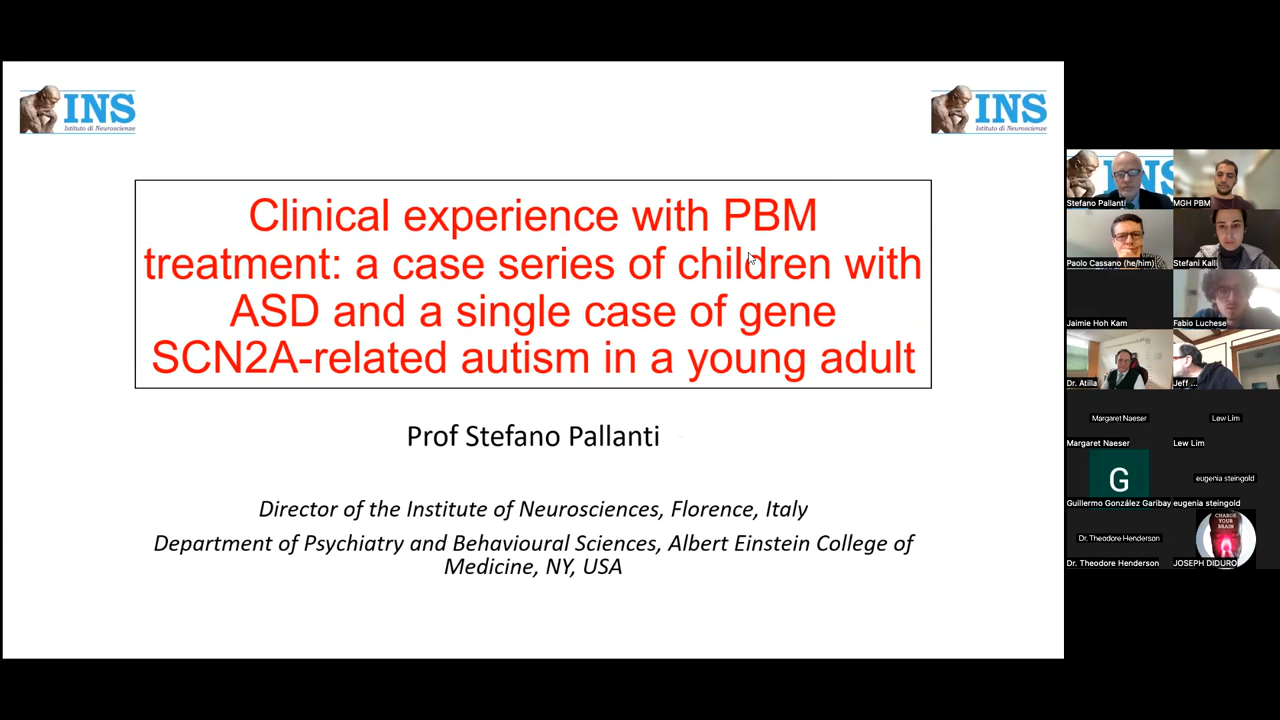 INS
Istituto di Neuroscienze
INS
Istituto di Neuroscienze
Clinical experience with PBM
treatment: a case series of children with
ASD and a single case of gene
SCN2A-related autism in a young adult
Prof Stefano Pallanti
Director of the Institute of Neurosciences, Florence, Italy
Department of Psychiatry and Behavioural Sciences, Albert Einstein College of
Medicine, NY, USA
Stefano Pallanti
MGH PBM
Paolo Cassano (he/him)
Stefani Kalli
Jaimie Hoh Kam
Fabio Luchese
Dr. Atilla
Jeff ...
Margaret Naeser
Lew Lim
Margaret Naeser
Lew Lim
G
eugenia steingold
Guillermo González Garibay
eugenia steingold
Dr. Theodore Henderson
CHARGE
YOUR
BRAIN
Dr. Theodore Henderson
JOSEPH DIDURO